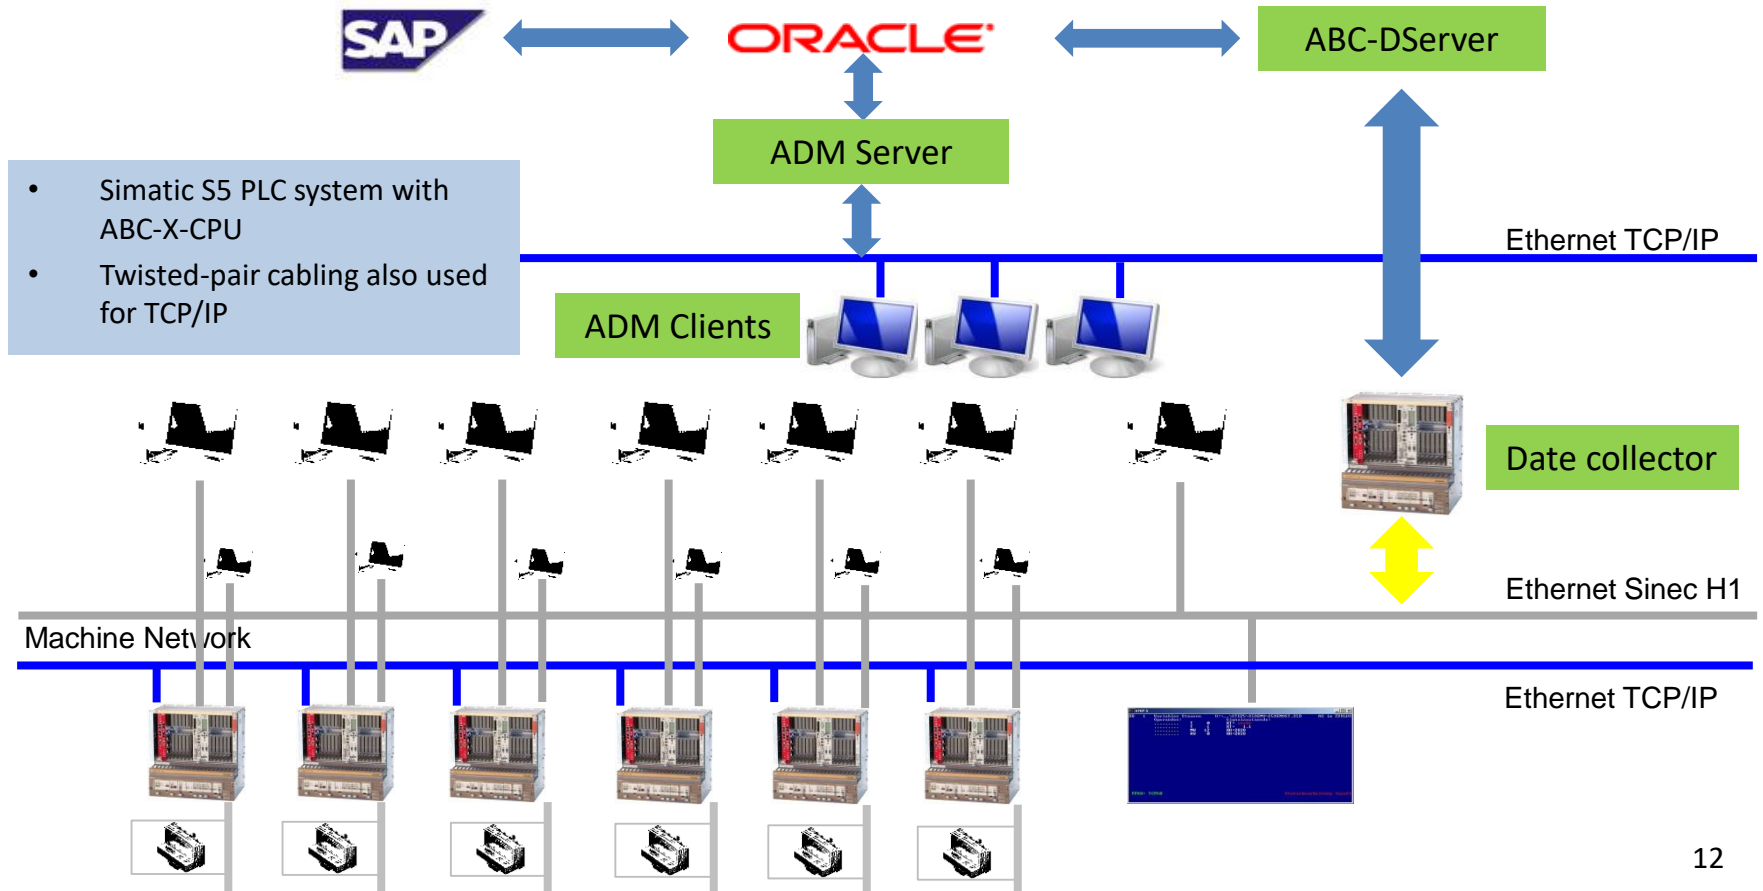 SAP
ORACLE
ABC-DServer
ADM Server
• Simatic S5 PLC system with
ABC-X-CPU
• Twisted-pair cabling also used
for TCP/IP
Ethernet TCP/IP
ADM Clients
Date collector
Ethernet Sinec H1
Machine Network
Ethernet TCP/IP
12